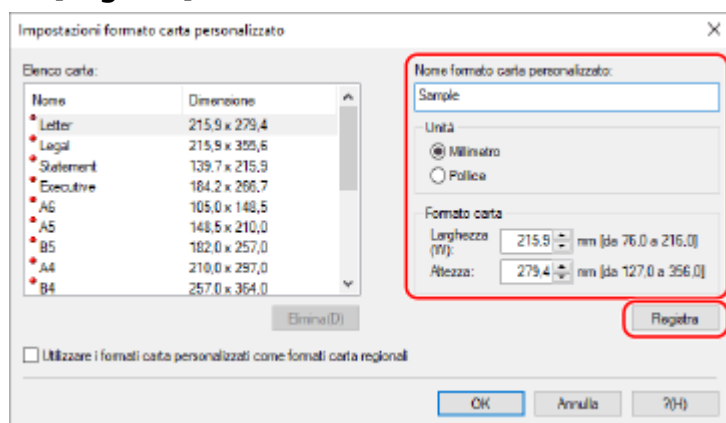 Impostazioni formato carta personalizzato
Elenco carta:
Nome Dimensione
Letter 215,9 x 279,4
Legal 215,9 x 355,6
Statement 139,7 x 215,9
Executive 184,2 x 266,7
A6 105,0 x 148,5
A5 148,5 x 210,0
B5 182,0 x 257,0
A4 210,0 x 297,0
B4 257,0 x 364,0
Elimina(D)
Utilizzare i formati carta personalizzati come formati carta regionali
Nome formato carta personalizzato:
Sample
Unità
Millimetro
Pollice
Formato carta
Larghezza (W): 215,9 mm [da 76,0 a 216,0]
Altezza: 279,4 mm [da 127,0 a 356,0]
Registra
OK Annulla ?(H)